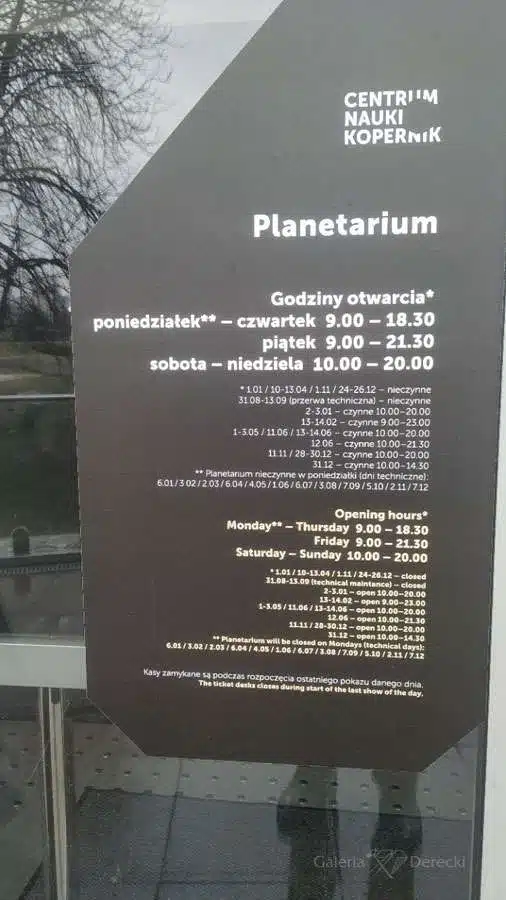 CENTRUM
NAUKI
KOPERNIK
Planetarium
Godziny otwarcia*
poniedziałek** – czwartek 9.00 – 18.30
piątek 9.00 – 21.30
sobota – niedziela 10.00 – 20.00
* 1.01 / 10-13.04 / 1.11 / 24-26.12 – nieczynne
31.08-13.09 (przerwa techniczna) – nieczynne
2-3.01 – czynne 10.00–20.00
13-14.02 – czynne 9.00–23.00
1-3.05 / 11.06 / 13-14.06 – czynne 10.00–20.00
12.06 – czynne 10.00–21.30
11.11 / 28-30.12 – czynne 10.00–20.00
31.12 – czynne 10.00–14.30
** Planetarium nieczynne w poniedziałki (dni techniczne):
6.01 / 3.02 / 2.03 / 6.04 / 4.05 / 1.06 / 6.07 / 3.08 / 7.09 / 5.10 / 2.11 / 7.12
Opening hours*
Monday** – Thursday 9.00 – 18.30
Friday 9.00 – 21.30
Saturday – Sunday 10.00 – 20.00
* 1.01 / 10-13.04 / 1.11 / 24-26.12 – closed
31.08-13.09 (technical maintance) – closed
2-3.01 – open 10.00–20.00
13-14.02 – open 9.00–23.00
1-3.05 / 11.06 / 13-14.06 – open 10.00–20.00
12.06 – open 10.00–21.30
11.11 / 28-30.12 – open 10.00–20.00
31.12 – open 10.00–14.30
** Planetarium will be closed on Mondays (technical days):
6.01 / 3.02 / 2.03 / 6.04 / 4.05 / 1.06 / 6.07 / 3.08 / 7.09 / 5.10 / 2.11 / 7.12
Kasy zamykane są podczas rozpoczęcia ostatniego pokazu danego dnia.
The ticket desks closes during start of the last show of the day.
Galeria Derecki